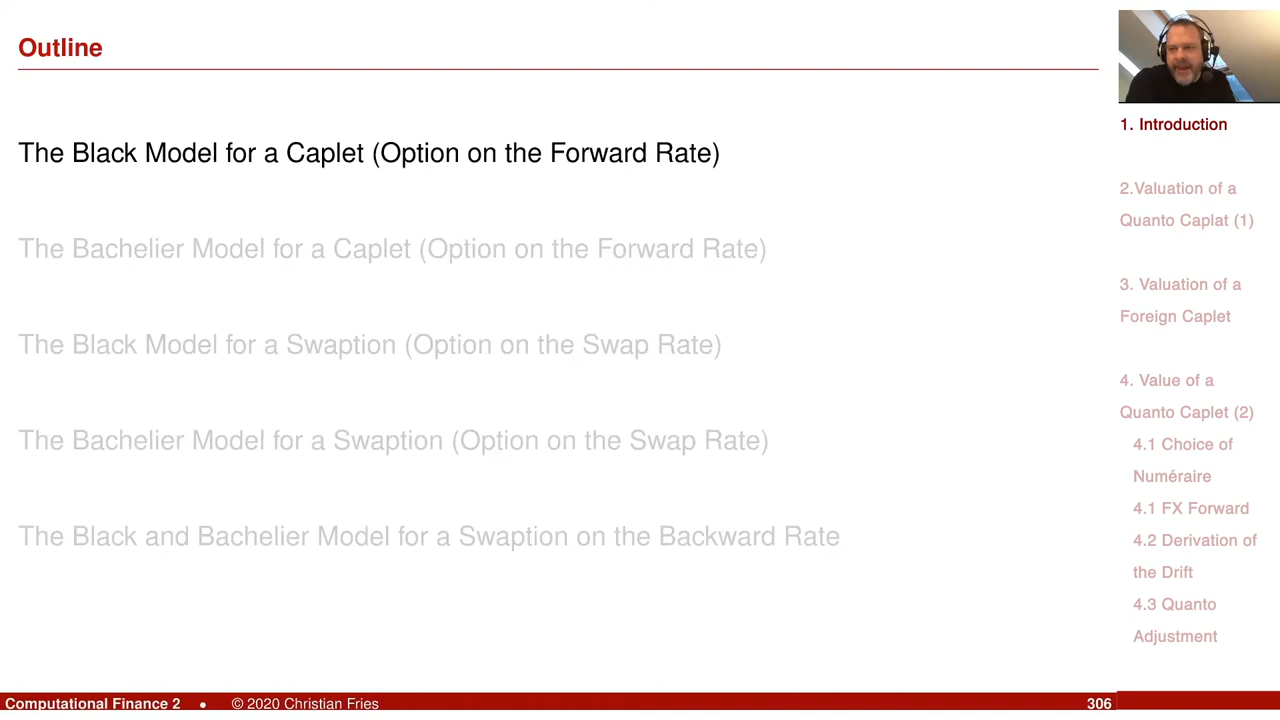 Outline
The Black Model for a Caplet (Option on the Forward Rate)
The Bachelier Model for a Caplet (Option on the Forward Rate)
The Black Model for a Swaption (Option on the Swap Rate)
The Bachelier Model for a Swaption (Option on the Swap Rate)
The Black and Bachelier Model for a Swaption on the Backward Rate
1. Introduction
2.Valuation of a
Quanto Caplat (1)
3. Valuation of a
Foreign Caplet
4. Value of a
Quanto Caplet (2)
4.1 Choice of
Numéraire
4.1 FX Forward
4.2 Derivation of
the Drift
4.3 Quanto
Adjustment
Computational Finance 2 • © 2020 Christian Fries 306